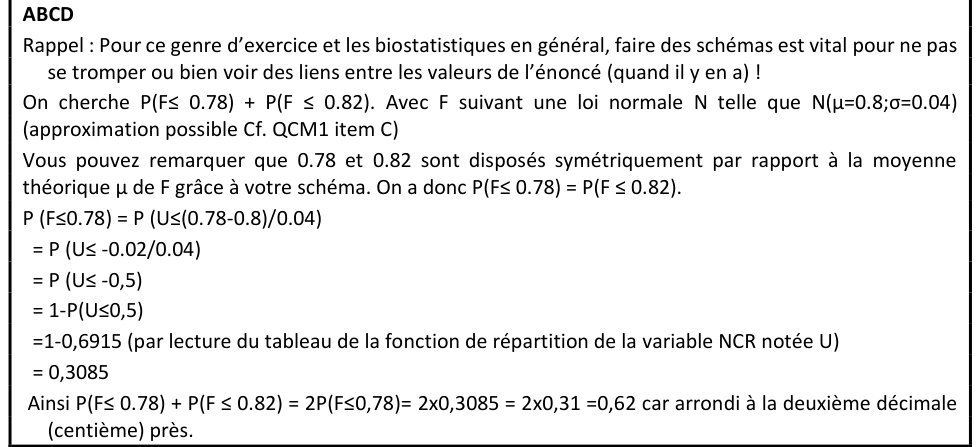 ABCD
Rappel : Pour ce genre d’exercice et les biostatistiques en général, faire des schémas est vital pour ne pas
se tromper ou bien voir des liens entre les valeurs de l’énoncé (quand il y en a) !
On cherche P(F≤ 0.78) + P(F ≤ 0.82). Avec F suivant une loi normale N telle que N(μ=0.8;σ=0.04)
(approximation possible Cf. QCM1 item C)
Vous pouvez remarquer que 0.78 et 0.82 sont disposés symétriquement par rapport à la moyenne
théorique μ de F grâce à votre schéma. On a donc P(F≤ 0.78) = P(F ≤ 0.82).
P (F≤0.78) = P (U≤(0.78-0.8)/0.04)
= P (U≤ -0.02/0.04)
= P (U≤ -0,5)
= 1-P(U≤0,5)
=1-0,6915 (par lecture du tableau de la fonction de répartition de la variable NCR notée U)
= 0,3085
Ainsi P(F≤ 0.78) + P(F ≤ 0.82) = 2P(F≤0,78)= 2x0,3085 = 2x0,31 =0,62 car arrondi à la deuxième décimale
(centième) près.